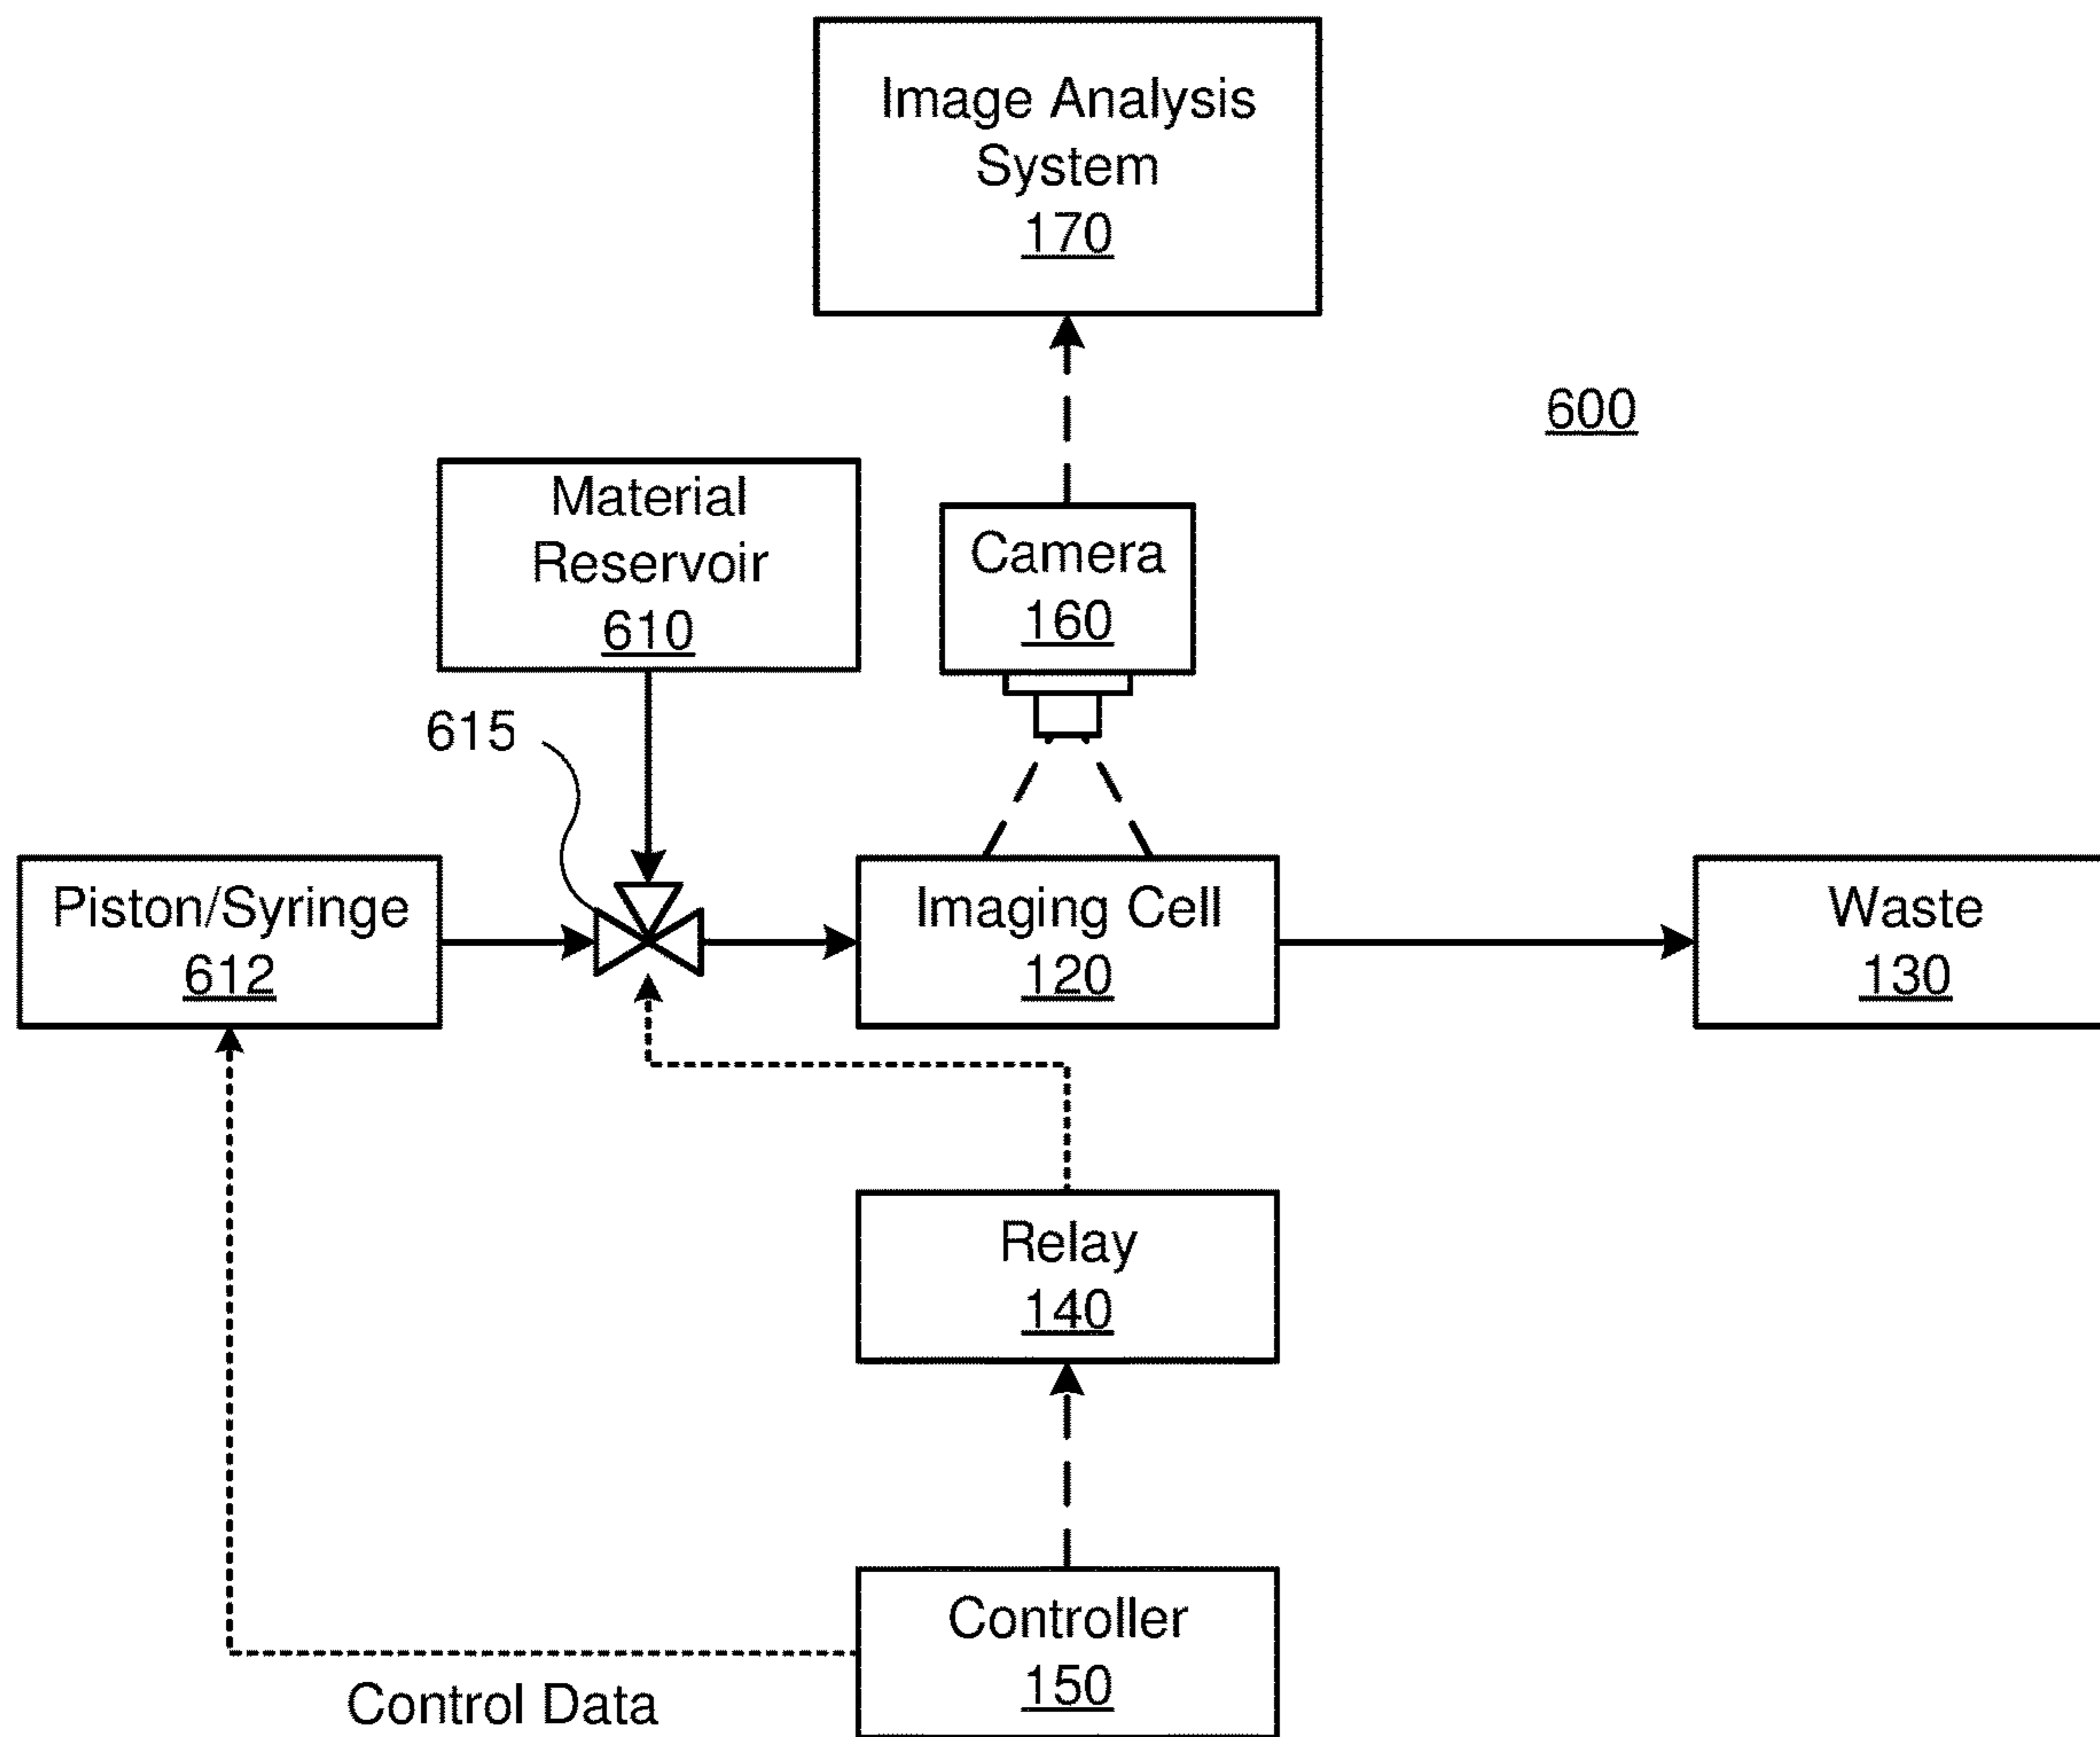 Image Analysis
System
170
600
Material
Reservoir
610
Camera
160
615
Piston/Syringe
612
Imaging Cell
120
Waste
130
Relay
140
Controller
150
Control Data